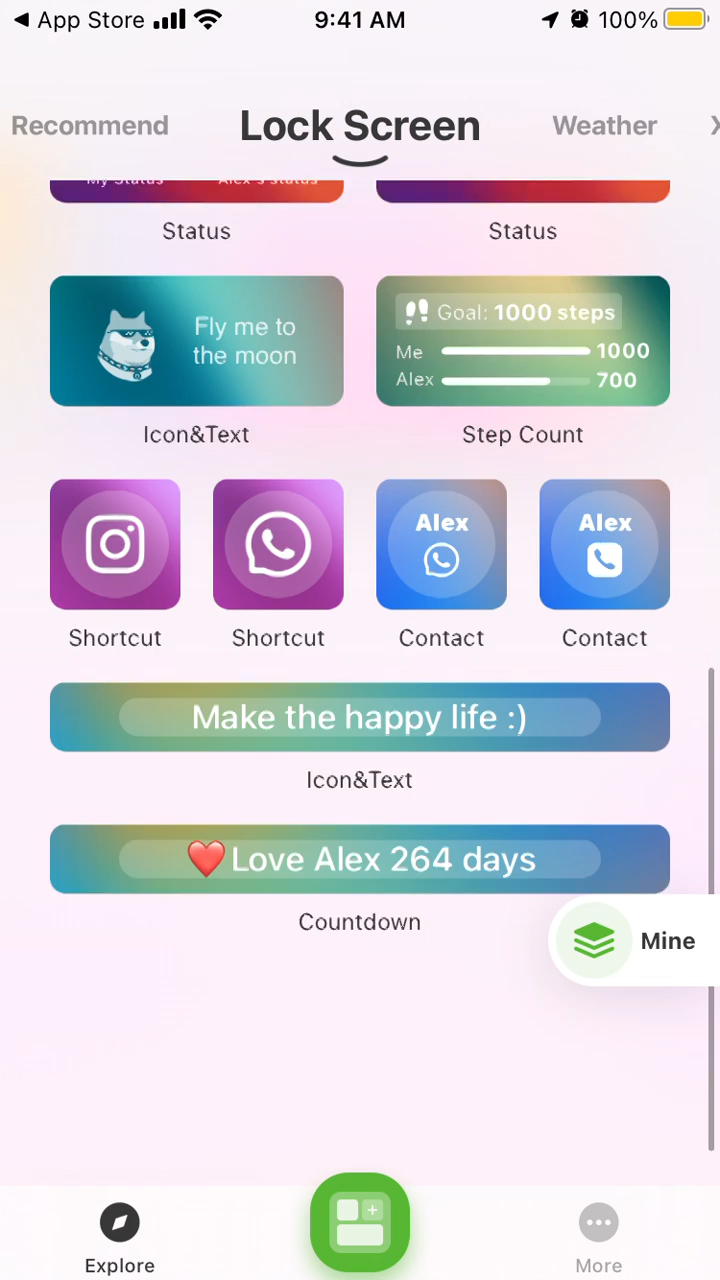 App Store
9:41 AM
100%
Recommend
Lock Screen
Weather
My Status
Alex's status
Status
Status
Fly me to
the moon
Icon&Text
Goal: 1000 steps
Me 1000
Alex 700
Step Count
Shortcut
Shortcut
Alex
Contact
Alex
Contact
Make the happy life :)
Icon&Text
❤️Love Alex 264 days
Countdown
Mine
Explore
More